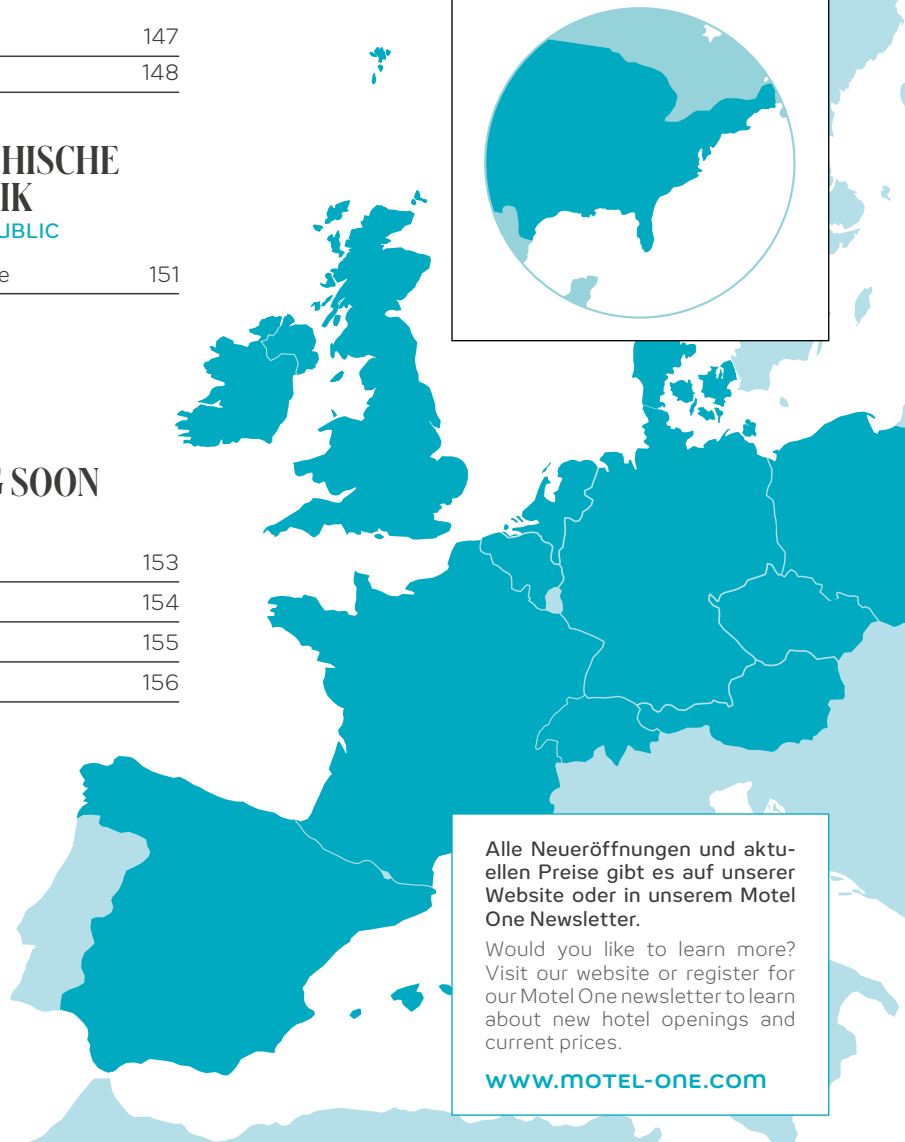 147
148
HISCHE
IK
UBLIC
e 151
G SOON
153
154
155
156
Alle Neueröffnungen und aktu-
ellen Preise gibt es auf unserer
Website oder in unserem Motel
One Newsletter.
Would you like to learn more?
Visit our website or register for
our Motel One newsletter to learn
about new hotel openings and
current prices.
WWW.MOTEL-ONE.COM